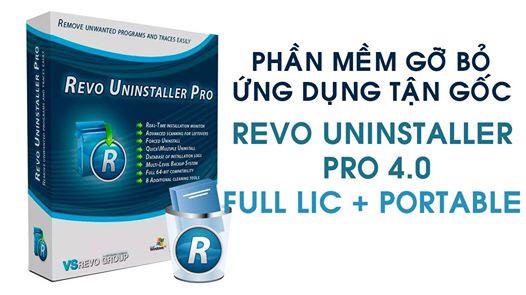 REMOVE UNWANTED PROGRAMS AND TRACES EASILY
REVO UNINSTALLER PRO
REVO UNINSTALLER PRO
REAL-TIME INSTALLATION MONITOR
ADVANCED SCANNING FOR LEFTOVERS
FORCED UNINSTALL
QUICK/MULTIPLE UNINSTALL
DATABASE OF INSTALLATION LOGS
MULTI-LEVEL BACKUP SYSTEM
FULL 64-BIT COMPATIBILITY
8 ADDITIONAL CLEANING TOOLS
R
VS REVO GROUP
R
PHẦN MỀM GỠ BỎ
ỨNG DỤNG TẬN GỐC
REVO UNINSTALLER
PRO 4.0
FULL LIC + PORTABLE